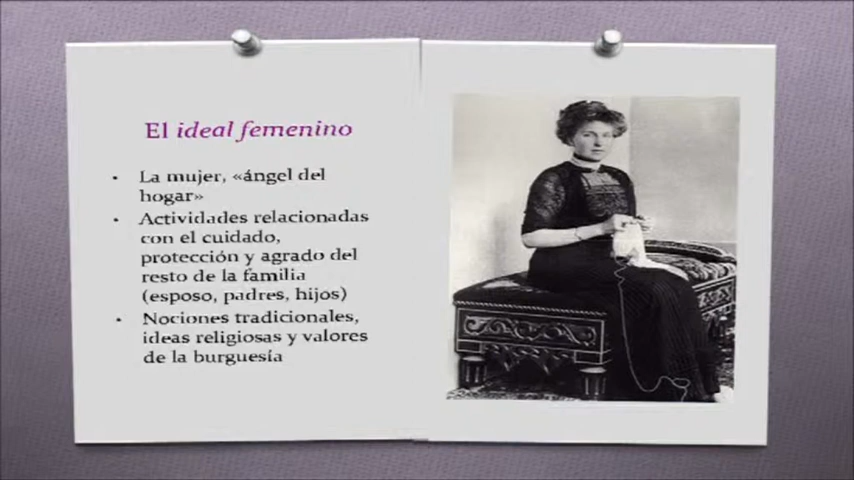 El ideal femenino
• La mujer, «ángel del
hogar»
• Actividades relacionadas
con el cuidado,
protección y agrado del
resto de la familia
(esposo, padres, hijos)
• Nociones tradicionales,
ideas religiosas y valores
de la burguesía